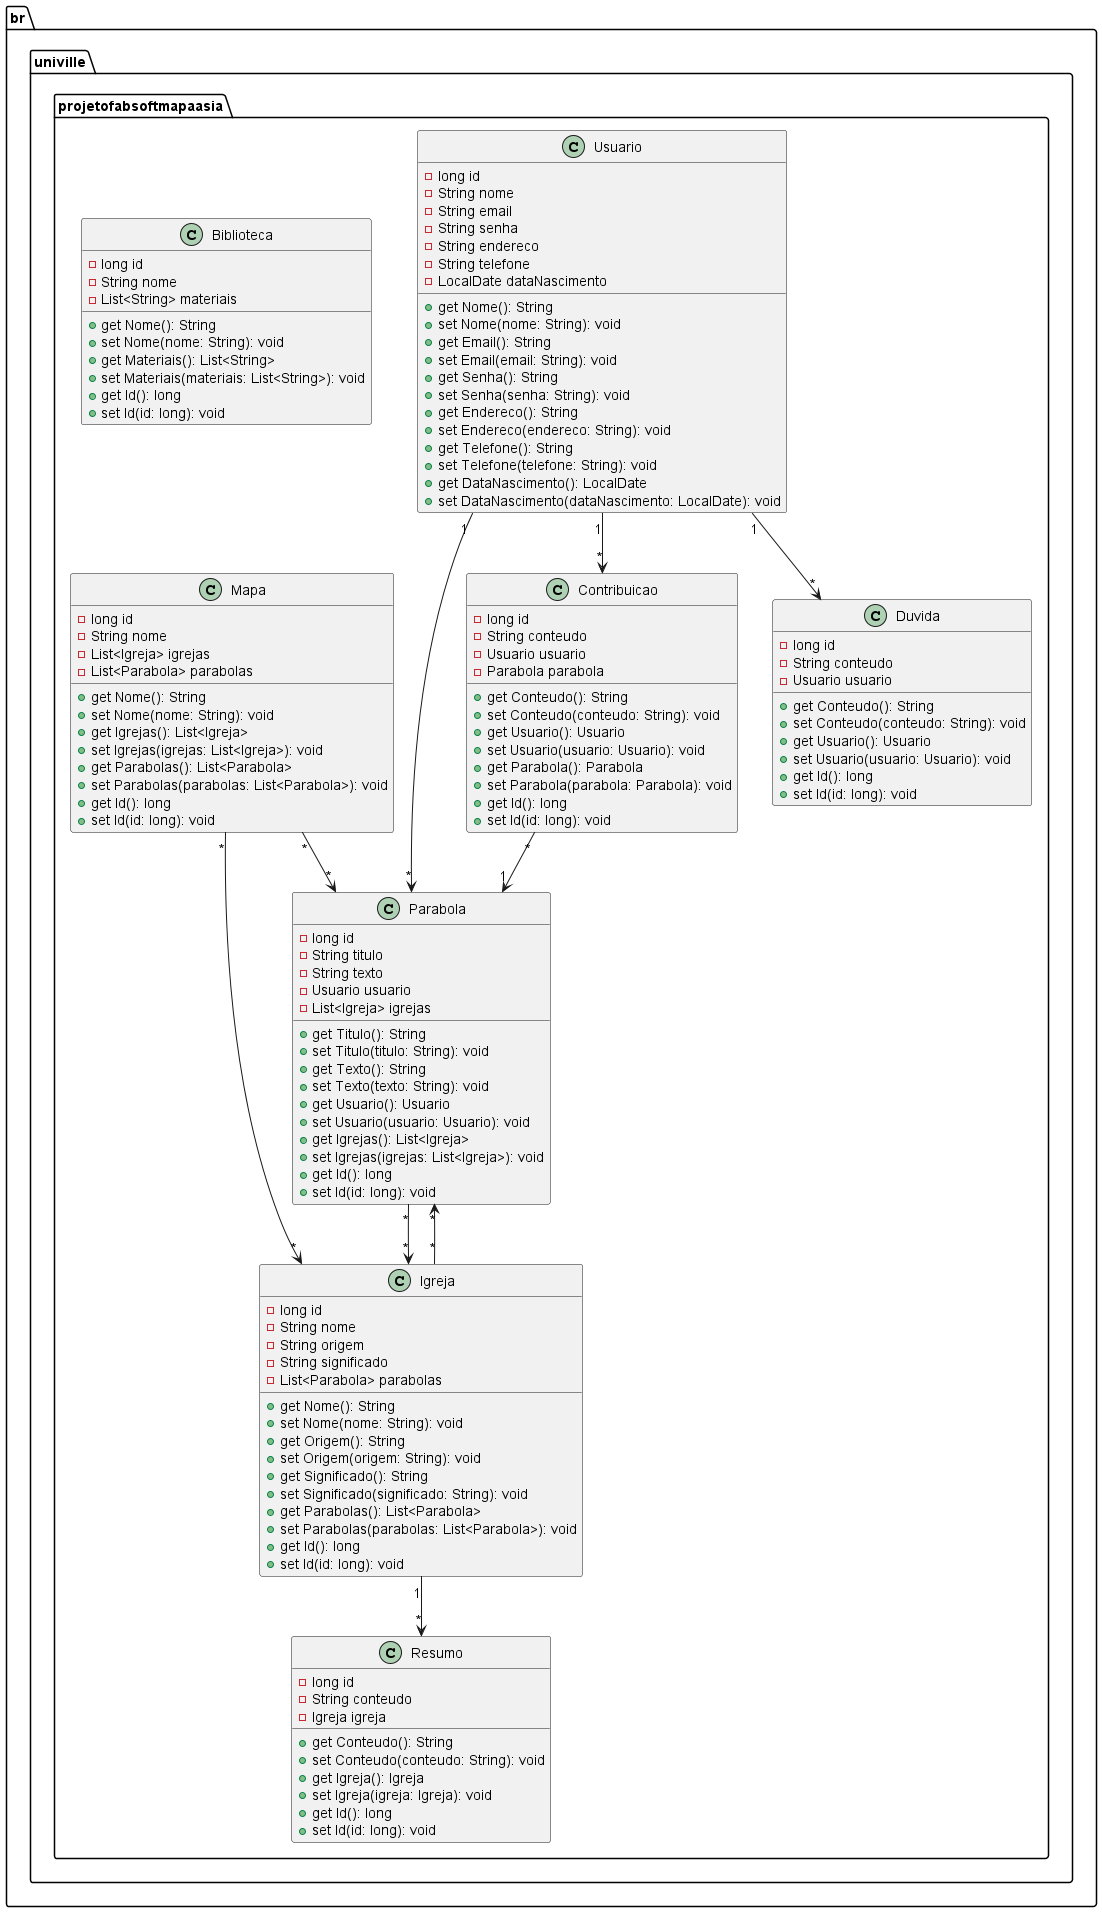 br
univille
projetofabsoftmapaasia
C Usuario
long id
String nome
String email
String senha
String endereco
String telefone
LocalDate dataNascimento
get Nome(): String
set Nome(nome: String): void
get Email(): String
set Email(email: String): void
get Senha(): String
set Senha(senha: String): void
get Endereco(): String
set Endereco(endereco: String): void
get Telefone(): String
set Telefone(telefone: String): void
get DataNascimento(): LocalDate
set DataNascimento(dataNascimento: LocalDate): void
C Biblioteca
long id
String nome
List<String> materiais
get Nome(): String
set Nome(nome: String): void
get Materiais(): List<String>
set Materiais(materiais: List<String>): void
get Id(): long
set Id(id: long): void
1
1
1
*
*
*
C Mapa
long id
String nome
List<Igreja> igrejas
List<Parabola> parabolas
get Nome(): String
set Nome(nome: String): void
get Igrejas(): List<Igreja>
set Igrejas(igrejas: List<Igreja>): void
get Parabolas(): List<Parabola>
set Parabolas(parabolas: List<Parabola>): void
get Id(): long
set Id(id: long): void
C Contribuicao
long id
String conteudo
Usuario usuario
Parabola parabola
get Conteudo(): String
set Conteudo(conteudo: String): void
get Usuario(): Usuario
set Usuario(usuario: Usuario): void
get Parabola(): Parabola
set Parabola(parabola: Parabola): void
get Id(): long
set Id(id: long): void
C Duvida
long id
String conteudo
Usuario usuario
get Conteudo(): String
set Conteudo(conteudo: String): void
get Usuario(): Usuario
set Usuario(usuario: Usuario): void
get Id(): long
set Id(id: long): void
*
*
*
*
1
C Parabola
long id
String titulo
String texto
Usuario usuario
List<Igreja> igrejas
get Titulo(): String
set Titulo(titulo: String): void
get Texto(): String
set Texto(texto: String): void
get Usuario(): Usuario
set Usuario(usuario: Usuario): void
get Igrejas(): List<Igreja>
set Igrejas(igrejas: List<Igreja>): void
get Id(): long
set Id(id: long): void
*
*
*
*
*
C Igreja
long id
String nome
String origem
String significado
List<Parabola> parabolas
get Nome(): String
set Nome(nome: String): void
get Origem(): String
set Origem(origem: String): void
get Significado(): String
set Significado(significado: String): void
get Parabolas(): List<Parabola>
set Parabolas(parabolas: List<Parabola>): void
get Id(): long
set Id(id: long): void
1
*
C Resumo
long id
String conteudo
Igreja igreja
get Conteudo(): String
set Conteudo(conteudo: String): void
get Igreja(): Igreja
set Igreja(igreja: Igreja): void
get Id(): long
set Id(id: long): void